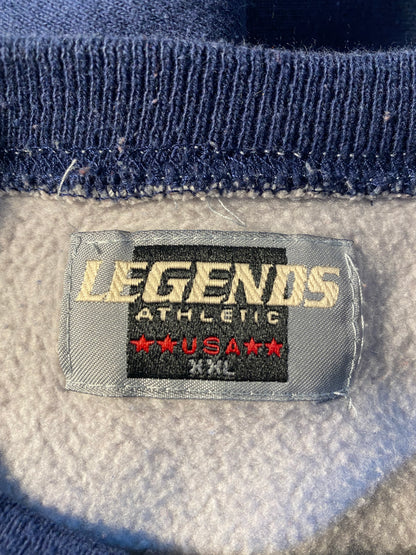 LEGENDS
ATHLETIC
★★USA★★
XXL